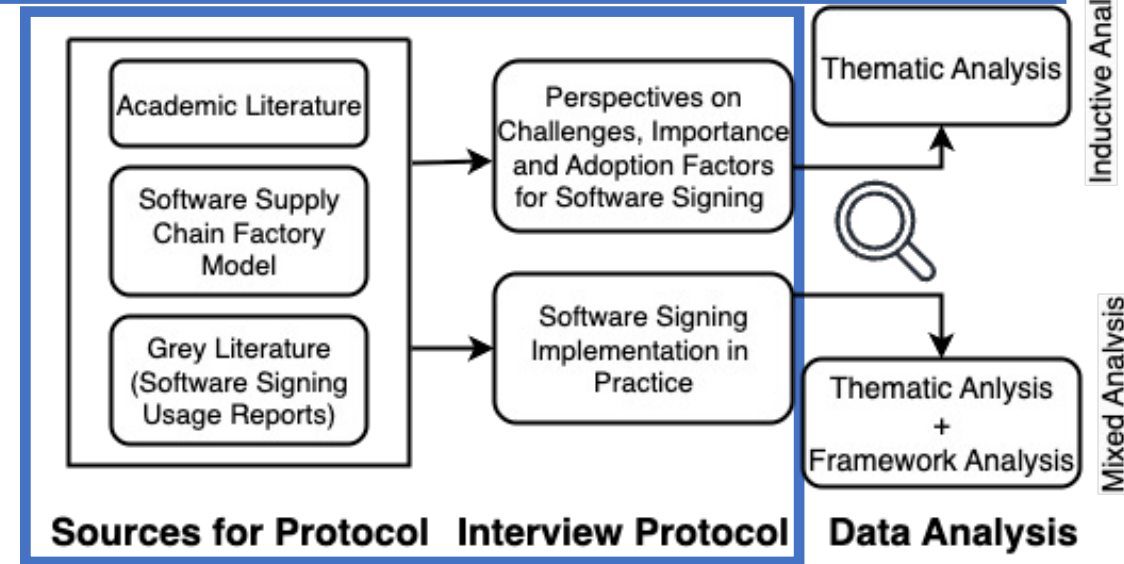 Academic Literature
Software Supply
Chain Factory
Model
Grey Literature
(Software Signing
Usage Reports)
Sources for Protocol
Perspectives on
Challenges, Importance
and Adoption Factors
for Software Signing
Software Signing
Implementation in
Practice
Interview Protocol
Thematic Analysis
Thematic Anlysis
+
Framework Analysis
Data Analysis
Inductive Anal
Mixed Analysis